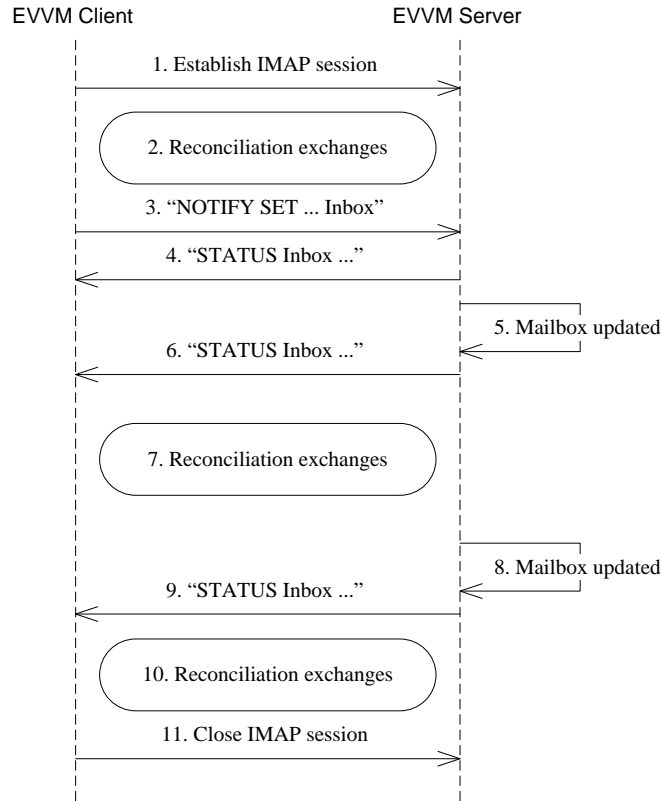 EVVM Client
EVVM Server
1. Establish IMAP session
2. Reconciliation exchanges
3. “NOTIFY SET ... Inbox”
4. “STATUS Inbox ...”
5. Mailbox updated
6. “STATUS Inbox ...”
7. Reconciliation exchanges
8. Mailbox updated
9. “STATUS Inbox ...”
10. Reconciliation exchanges
11. Close IMAP session